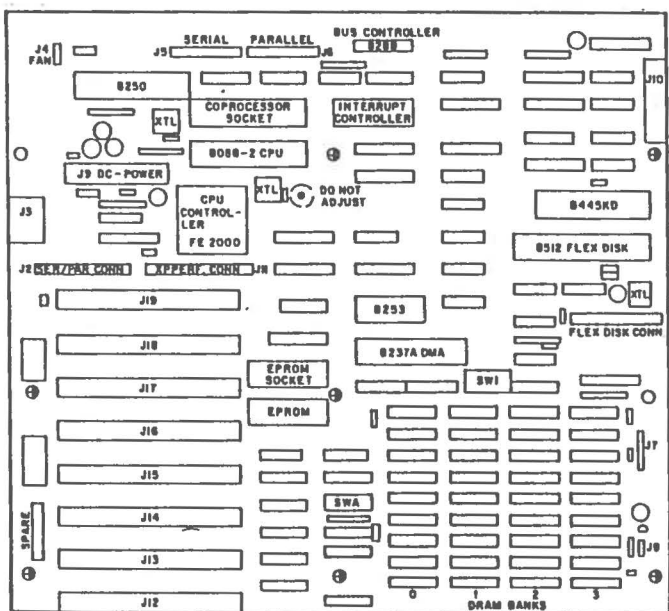 J4
FAN
J5
SERIAL
PARALLEL
J6
BUS CONTROLLER
8288
J10
8250
COPROCESSOR
SOCKET
INTERRUPT
CONTROLLER
XTL
8088-2 CPU
J9 DC-POWER
J3
CPU
CONTROL-
LER
FE 2000
XTL
DO NOT
ADJUST
8445KD
8512 FLEX DISK
J2
SER/PAR CONN
XPPERF. CONN
J11
XTL
J19
8253
FLEX DISK CONN
J18
8237A DMA
J17
EPROM
SOCKET
SW1
EPROM
J16
J7
J15
SWA
J14
SPARE
J13
J8
J12
0
1
2
3
DRAM BANKS